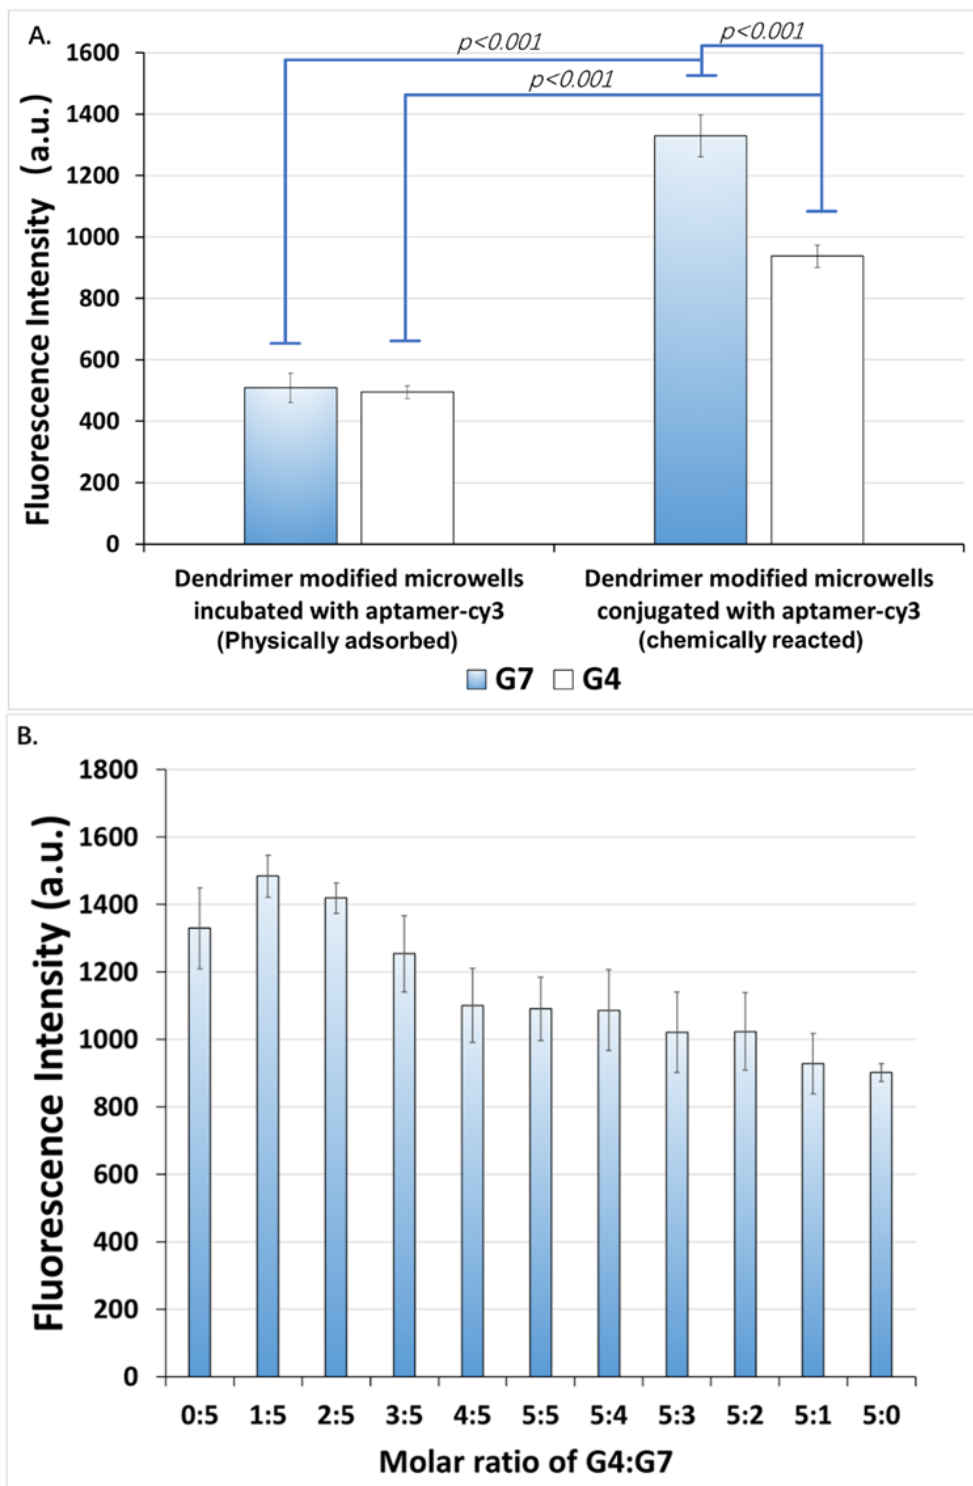 A.
p<0.001
p<0.001
p<0.001
Fluorescence Intensity (a.u.)
1600
1400
1200
1000
800
600
400
200
0
Dendrimer modified microwells
incubated with aptamer-cy3
(Physically adsorbed)
Dendrimer modified microwells
conjugated with aptamer-cy3
(chemically reacted)
G7 G4
B.
Fluorescence Intensity (a.u.)
1800
1600
1400
1200
1000
800
600
400
200
0
0:5 1:5 2:5 3:5 4:5 5:5 5:4 5:3 5:2 5:1 5:0
Molar ratio of G4:G7